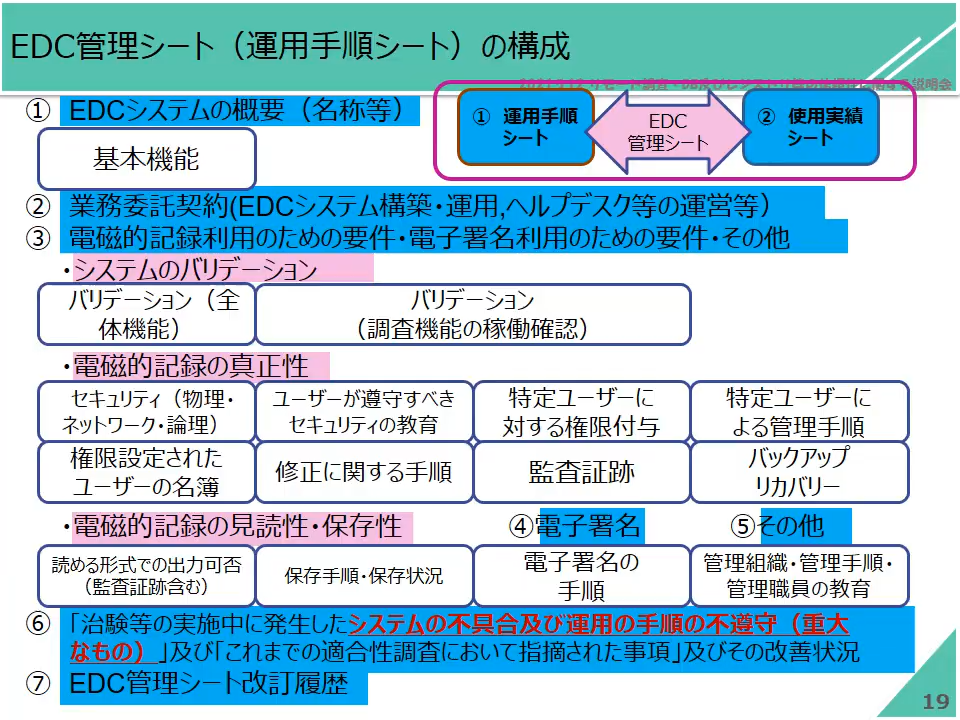 EDC管理シート（運用手順シート）の構成
① EDCシステムの概要（名称等）
① 運用手順
シート
EDC
管理シート
② 使用実績
シート
基本機能
② 業務委託契約(EDCシステム構築・運用,ヘルプデスク等の運営等）
③ 電磁的記録利用のための要件・電子署名利用のための要件・その他
・システムのバリデーション
バリデーション（全
体機能）
バリデーション
（調査機能の稼働確認）
・電磁的記録の真正性
セキュリティ（物理・
ネットワーク・論理）
ユーザーが遵守すべき
セキュリティの教育
特定ユーザーに
対する権限付与
特定ユーザーに
よる管理手順
権限設定された
ユーザーの名簿
修正に関する手順
監査証跡
バックアップ
リカバリー
・電磁的記録の見読性・保存性
④電子署名
⑤その他
読める形式での出力可否
（監査証跡含む）
保存手順・保存状況
電子署名の
手順
管理組織・管理手順・
管理職員の教育
⑥ 「治験等の実施中に発生したシステムの不具合及び運用の手順の不遵守（重大
なもの）」及び「これまでの適合性調査において指摘された事項」及びその改善状況
⑦ EDC管理シート改訂履歴
19